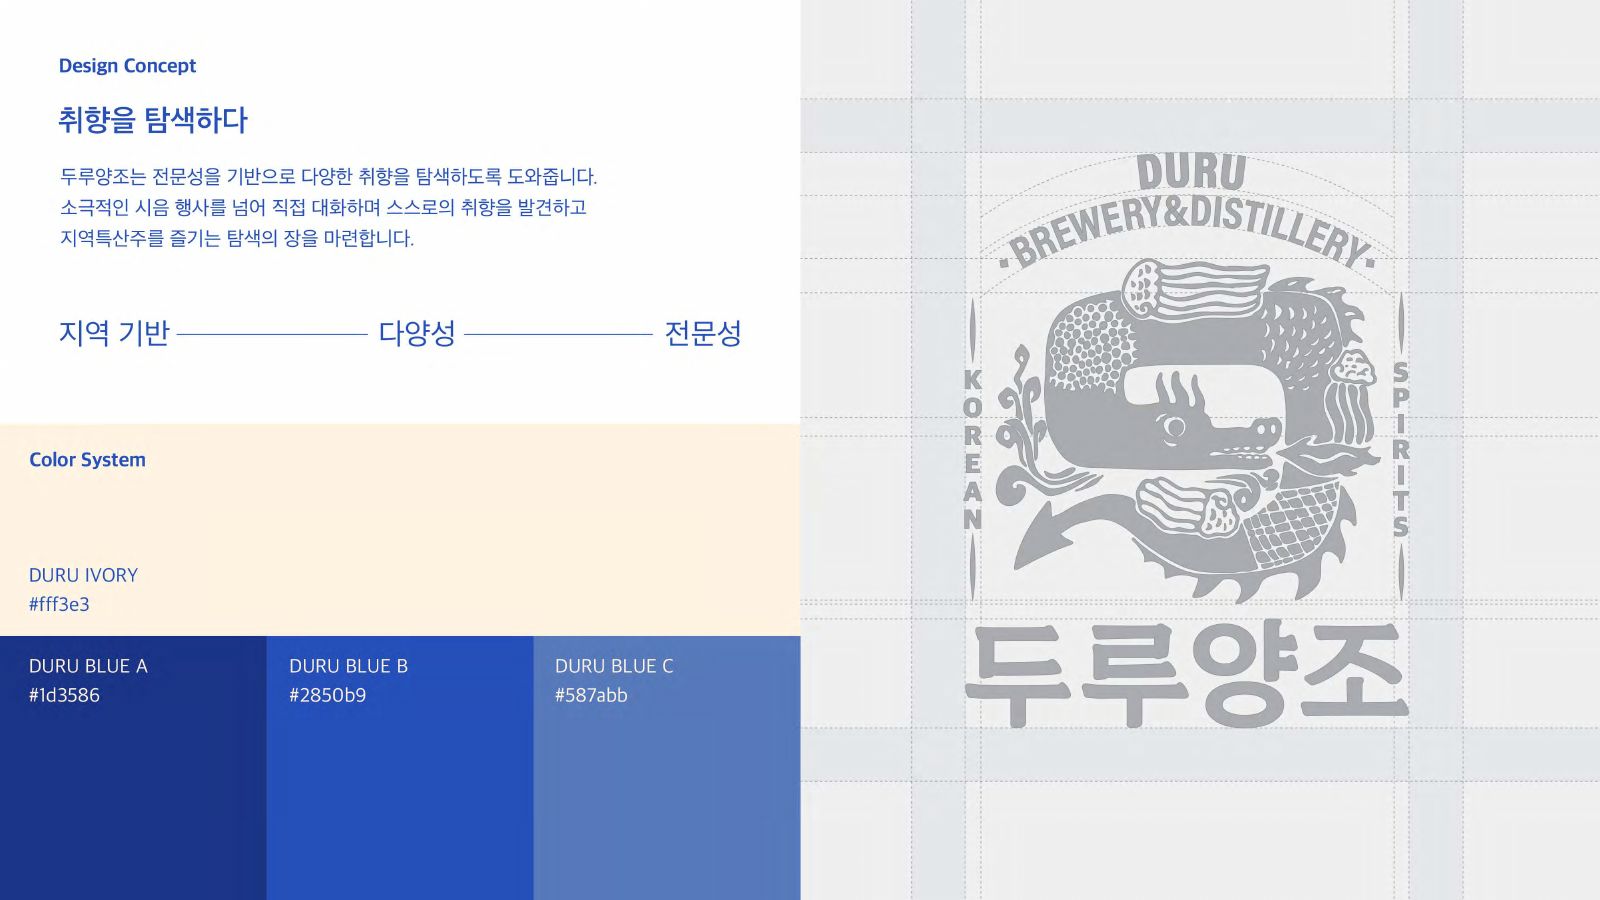 Design Concept
취향을 탐색하다
두루양조는 전문성을 기반으로 다양한 취향을 탐색하도록 도와줍니다.
소극적인 시음 행사를 넘어 직접 대화하며 스스로의 취향을 발견하고
지역특산주를 즐기는 탐색의 장을 마련합니다.
지역 기반 다양성 전문성
Color System
DURU IVORY
#fff3e3
DURU BLUE A
#1d3586
DURU BLUE B
#2850b9
DURU BLUE C
#587abb
DURU
·BREWERY&DISTILLERY·
KOREAN
SPIRITS
두루양조